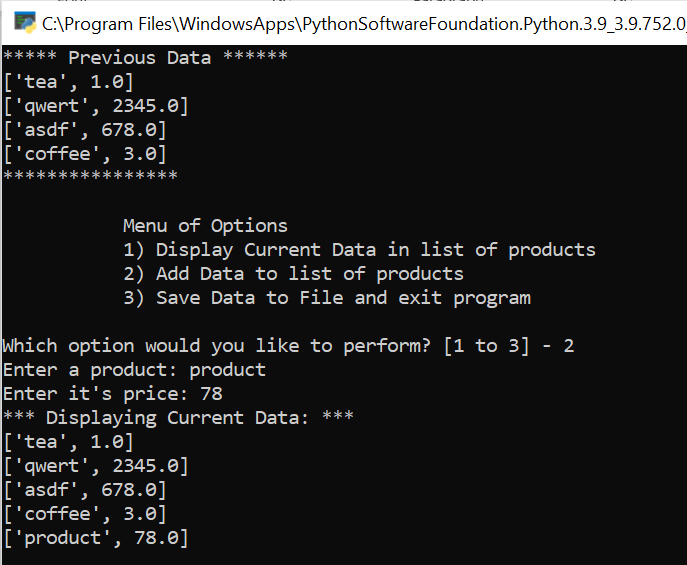 C:\Program Files\WindowsApps\PythonSoftwareFoundation.Python.3.9_3.9.752.0_
***** Previous Data ******
['tea', 1.0]
['qwert', 2345.0]
['asdf', 678.0]
['coffee', 3.0]
****************
Menu of Options
1) Display Current Data in list of products
2) Add Data to list of products
3) Save Data to File and exit program
Which option would you like to perform? [1 to 3] - 2
Enter a product: product
Enter it's price: 78
*** Displaying Current Data: ***
['tea', 1.0]
['qwert', 2345.0]
['asdf', 678.0]
['coffee', 3.0]
['product', 78.0]